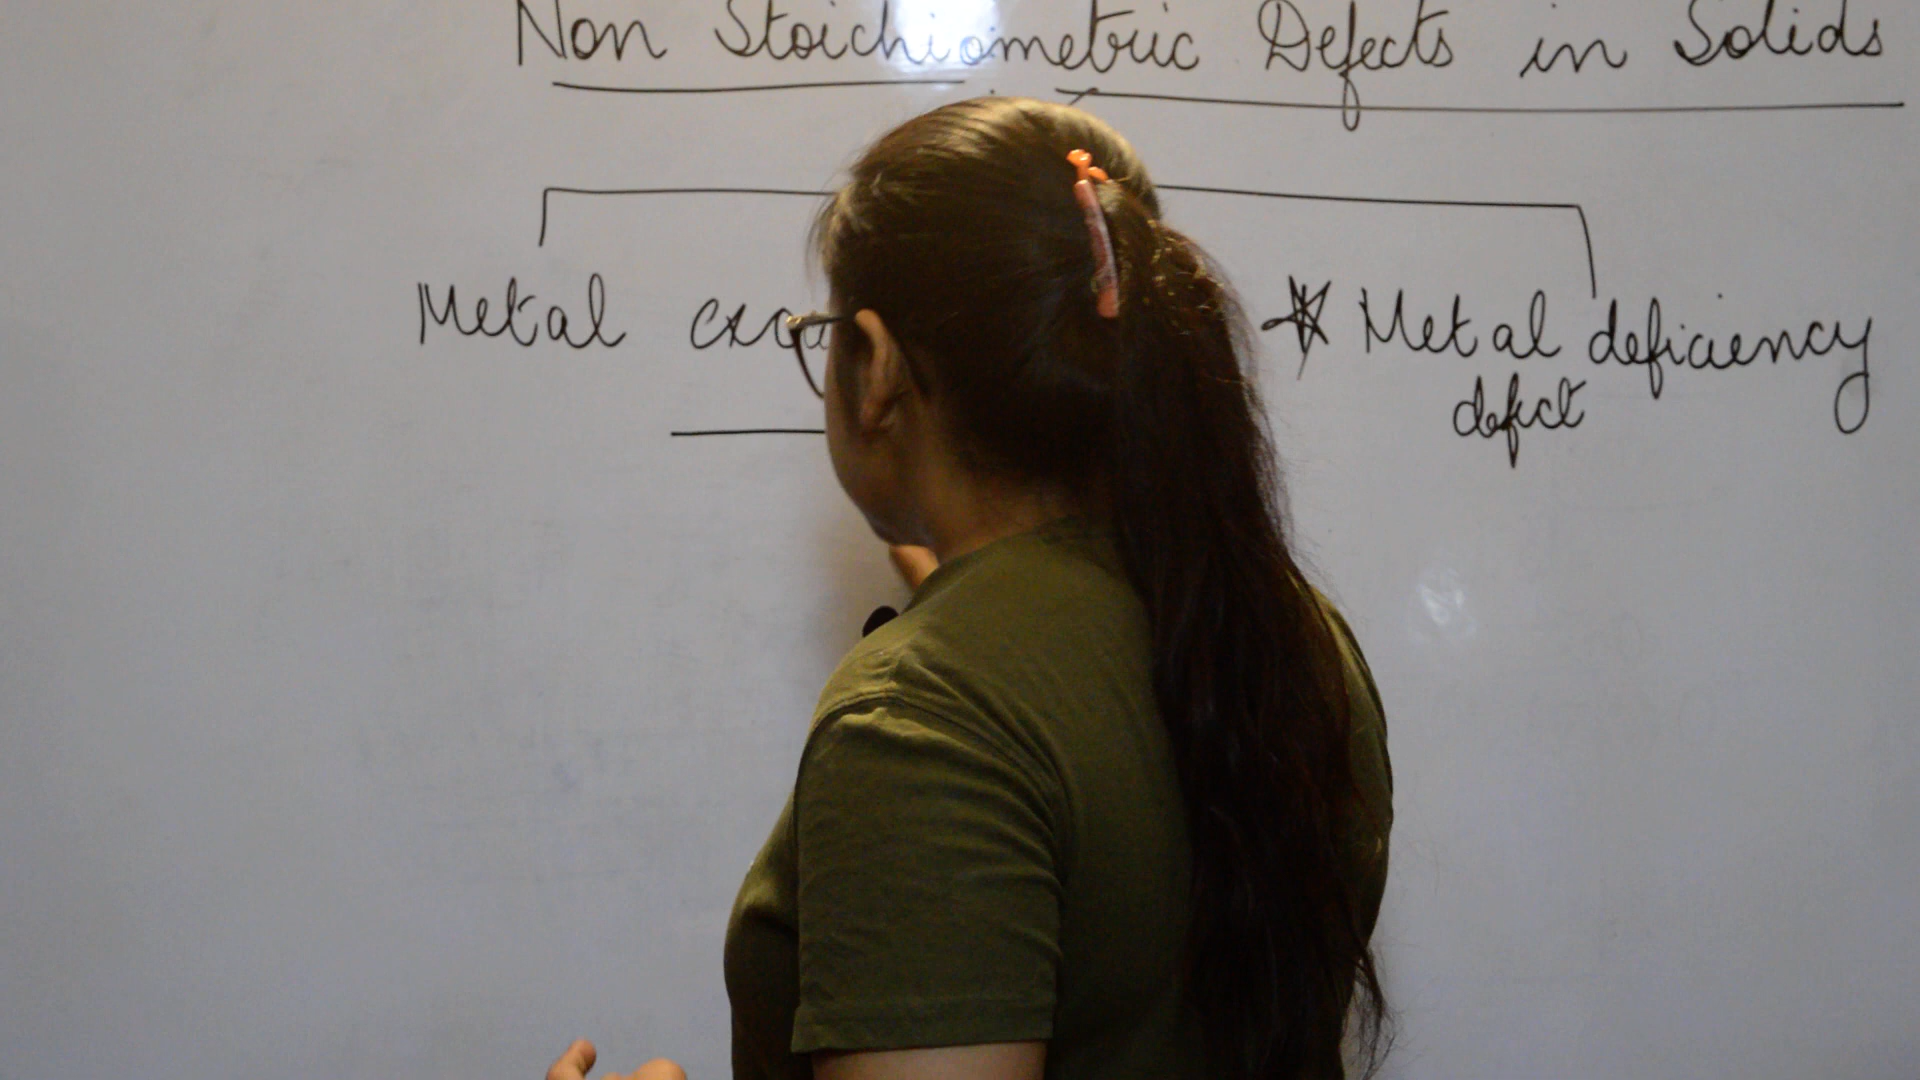 Non Stoichiometric Defects in Solids
Metal
* Metal deficiency
defect